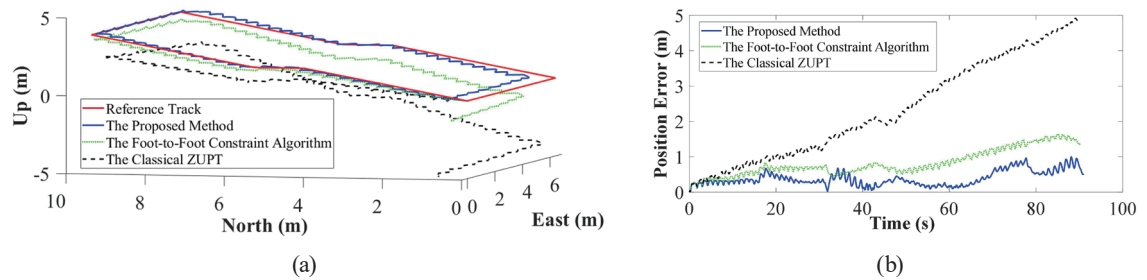 5
0
-5
Up (m)
10
8
6
4
2
0
North (m)
0
2
4
6
East (m)
Reference Track
The Proposed Method
The Foot-to-Foot Constraint Algorithm
The Classical ZUPT
(a)
5
4
3
2
1
0
Position Error (m)
The Proposed Method
The Foot-to-Foot Constraint Algorithm
The Classical ZUPT
0
20
40
60
80
100
Time (s)
(b)